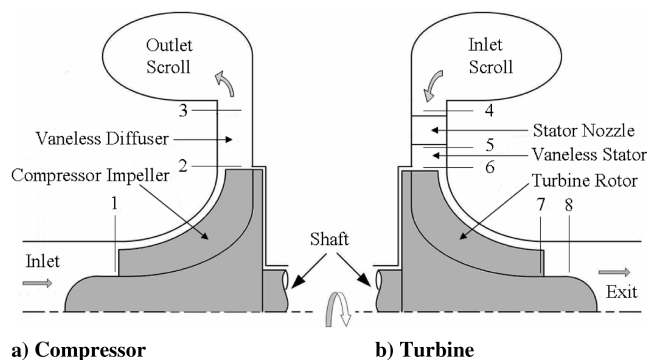 Outlet
Scroll
3
Vaneless Diffuser
2
Compressor Impeller
1
Inlet
Shaft
Inlet
Scroll
4
Stator Nozzle
5
Vaneless Stator
6
Turbine Rotor
7
8
Exit
a) Compressor
b) Turbine